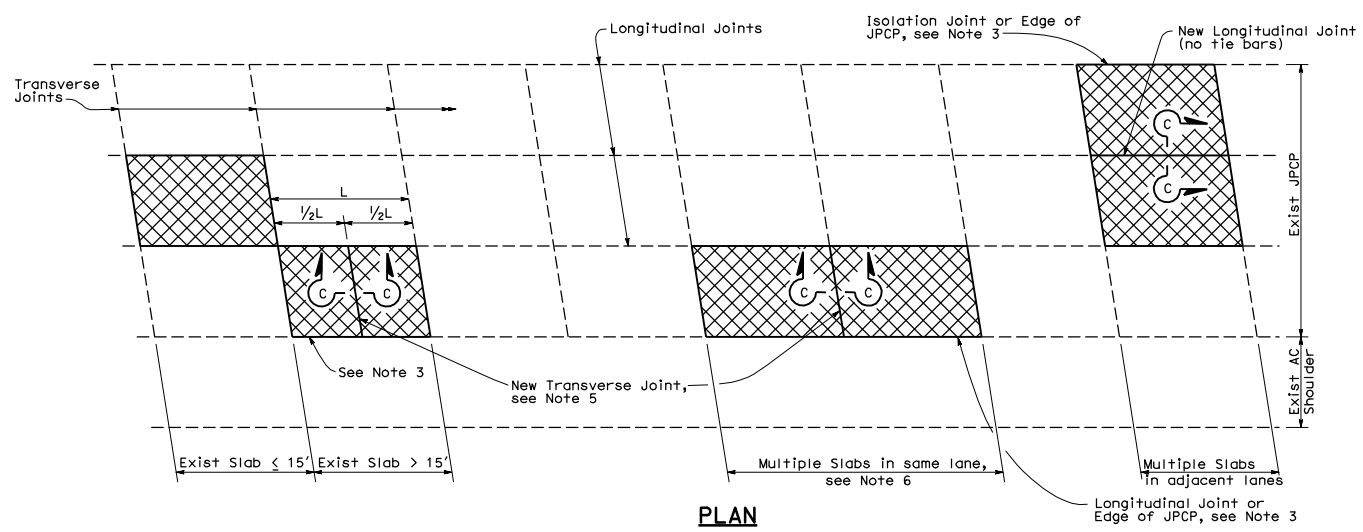 Isolation Joint or Edge of
JPCP, see Note 3
Longitudinal Joints
New Longitudinal Joint
(no tie bars)
Transverse
Joints
C
C
L
½L
½L
C
C
C
C
Exist JPCP
See Note 3
New Transverse Joint,
see Note 5
Exist AC
Shoulder
Exist Slab ≤ 15'
Exist Slab > 15'
Multiple Slabs in same lane,
see Note 6
Multiple Slabs
in adjacent lanes
Longitudinal Joint or
Edge of JPCP, see Note 3
PLAN